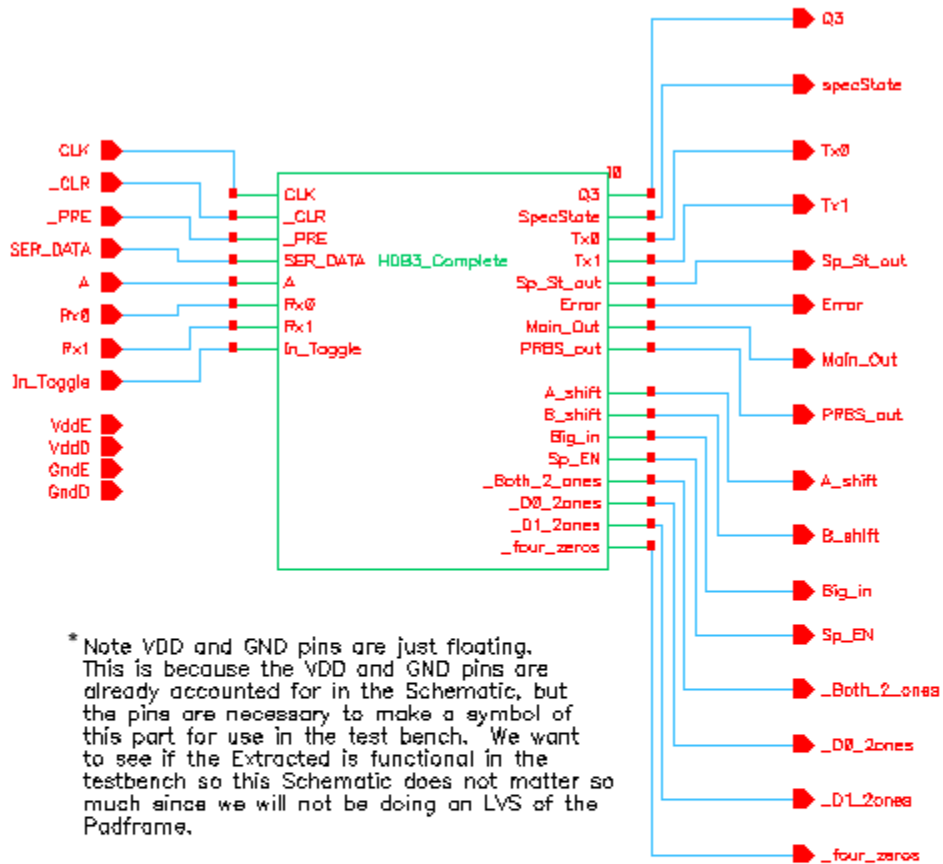 Q3
specState
CLK
Tx0
_CLR
I0
CLK
Q3
_PRE
_CLR
SpecState
Tx1
_PRE
Tx0
SER_DATA
SER_DATA
HDB3_Complete
Tx1
Sp_St_out
A
A
Sp_St_out
Rx0
Rx0
Error
Error
Rx1
Rx1
Main_Out
In_Toggle
PRBS_out
Main_Out
In_Toggle
A_shift
PRBS_out
VddE
B_shift
VddD
Big_in
GndE
Sp_EN
GndD
_Both_2_ones
A_shift
_D0_2ones
_D1_2ones
B_shift
_four_zeros
Big_in
Sp_EN
_Both_2_ones
_D0_2ones
_D1_2ones
_four_zeros
* Note VDD and GND pins are just floating.
This is because the VDD and GND pins are
already accounted for in the Schematic, but
the pins are necessary to make a symbol of
this part for use in the test bench. We want
to see if the Extracted is functional in the
testbench so this Schematic does not matter so
much since we will not be doing an LVS of the
Padframe.